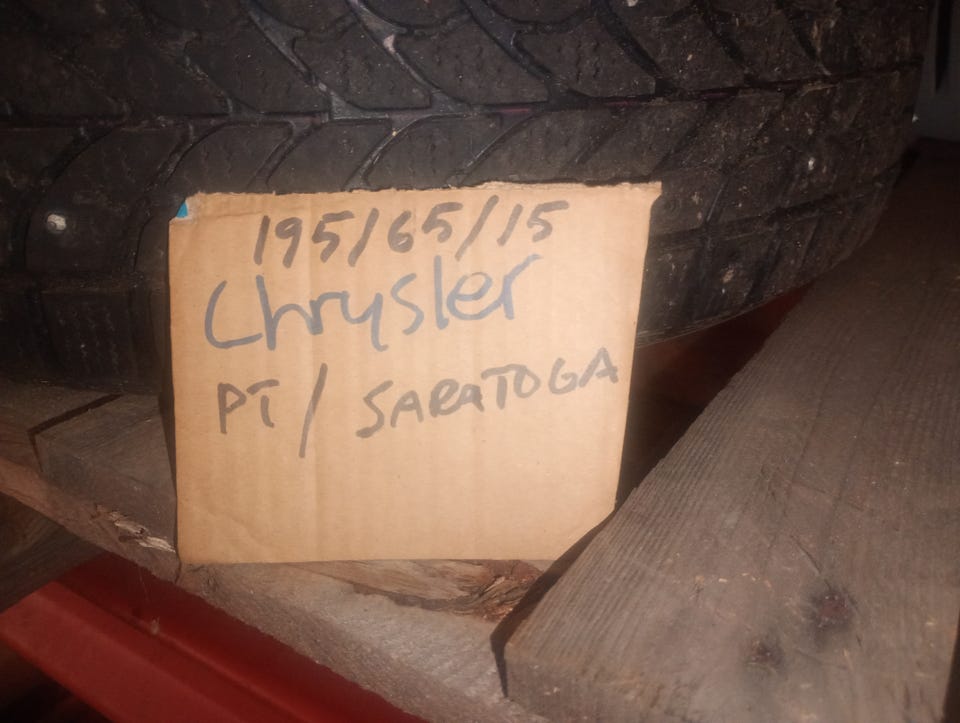 195/65/15
Chrysler
PT/SARATOGA